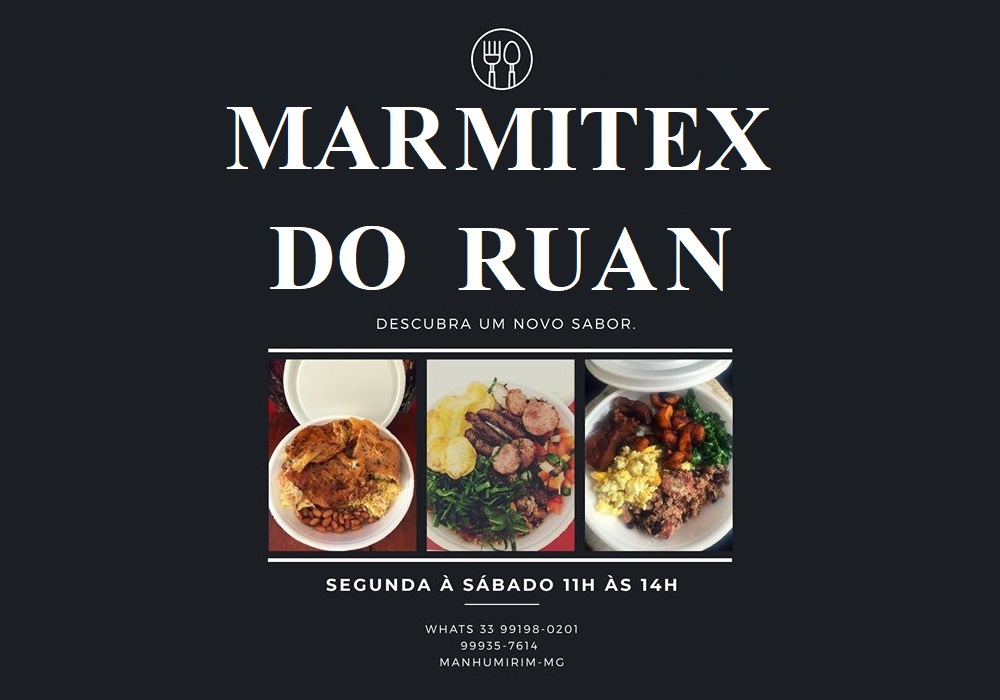 MARMITEX
DO RUAN
DESCUBRA UM NOVO SABOR.
SEGUNDA À SÁBADO 11H ÀS 14H
WHATS 33 99198-0201
99935-7614
MANHUMIRIM-MG